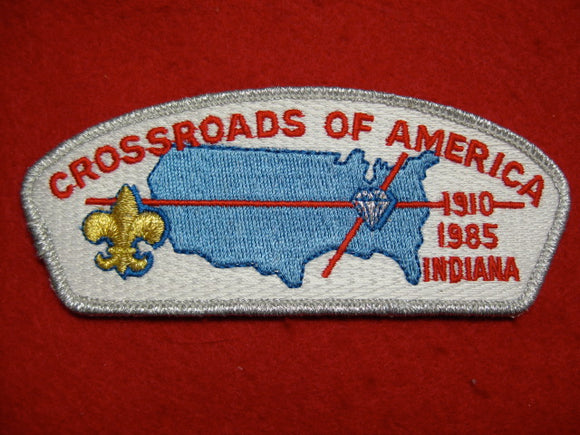 CROSSROADS OF AMERICA
1910
1985
INDIANA